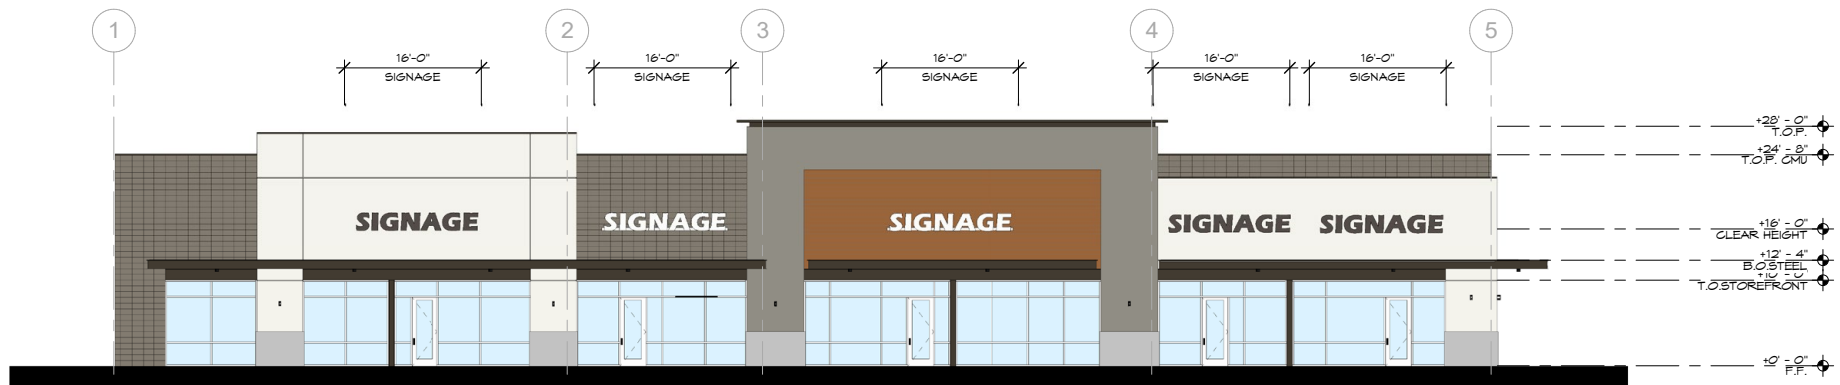 1
2
3
4
5
16'-0"
16'-0"
16'-0"
16'-0"
16'-0"
SIGNAGE
SIGNAGE
SIGNAGE
SIGNAGE
SIGNAGE
+28' - 0"
T.O.P.
+24' - 8"
T.O.P. CMU
SIGNAGE
SIGNAGE
SIGNAGE
SIGNAGE
SIGNAGE
+16' - 0"
CLEAR HEIGHT
+12' - 4"
B.O.STEEL
+10' - 0"
T.O.STOREFRONT
+0' - 0"
F.F.